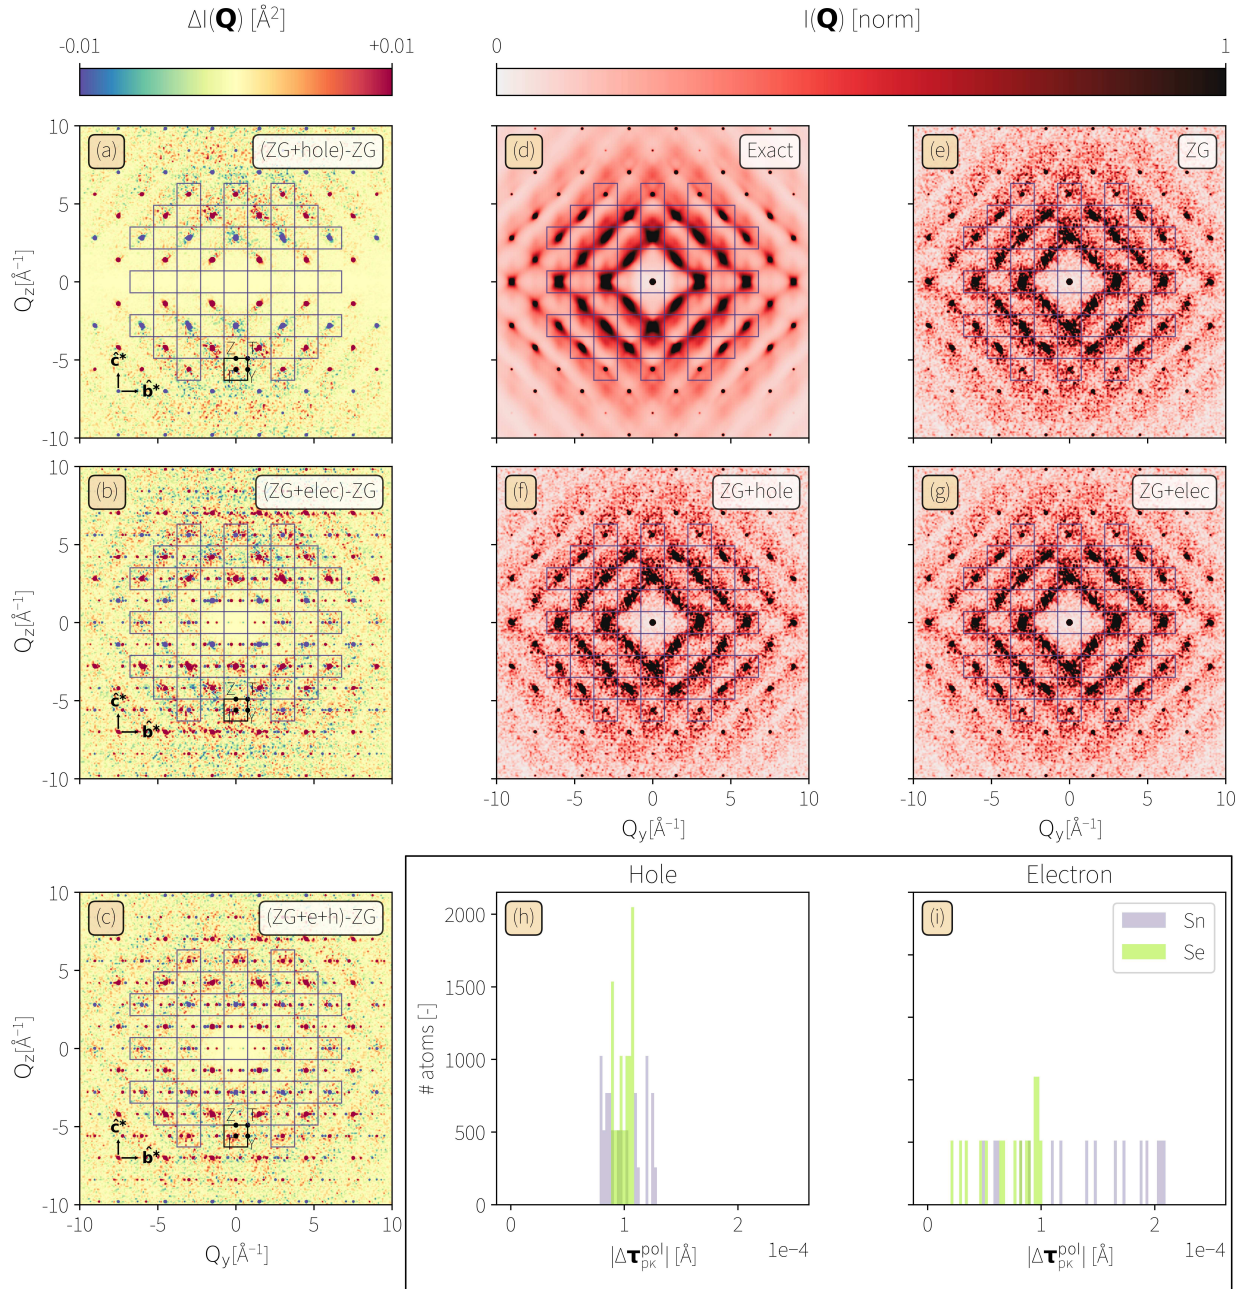 ΔI(Q) [Å²]
I(Q) [norm]
-0.01 +0.01
0 1
(a) (ZG+hole)-ZG
(d) Exact
(e) ZG
10
5
0
-5
-10
Q_z[Å⁻¹]
ĉ*
b̂*
Z T
Γ Y
(b) (ZG+elec)-ZG
(f) ZG+hole
(g) ZG+elec
10
5
0
-5
-10
Q_z[Å⁻¹]
ĉ*
b̂*
Z
-10 -5 0 5 10
Q_y[Å⁻¹]
-10 -5 0 5 10
Q_y[Å⁻¹]
(c) (ZG+e+h)-ZG
10
5
0
-5
-10
Q_z[Å⁻¹]
ĉ*
b̂*
Z
-10 -5 0 5 10
Q_y[Å⁻¹]
Hole
(h)
2000
1500
1000
500
0
# atoms [-]
0 1 2
1e−4
|Δτ_pκ^pol| [Å]
Electron
(i)
Sn
Se
0 1 2
1e−4
|Δτ_pκ^pol| [Å]